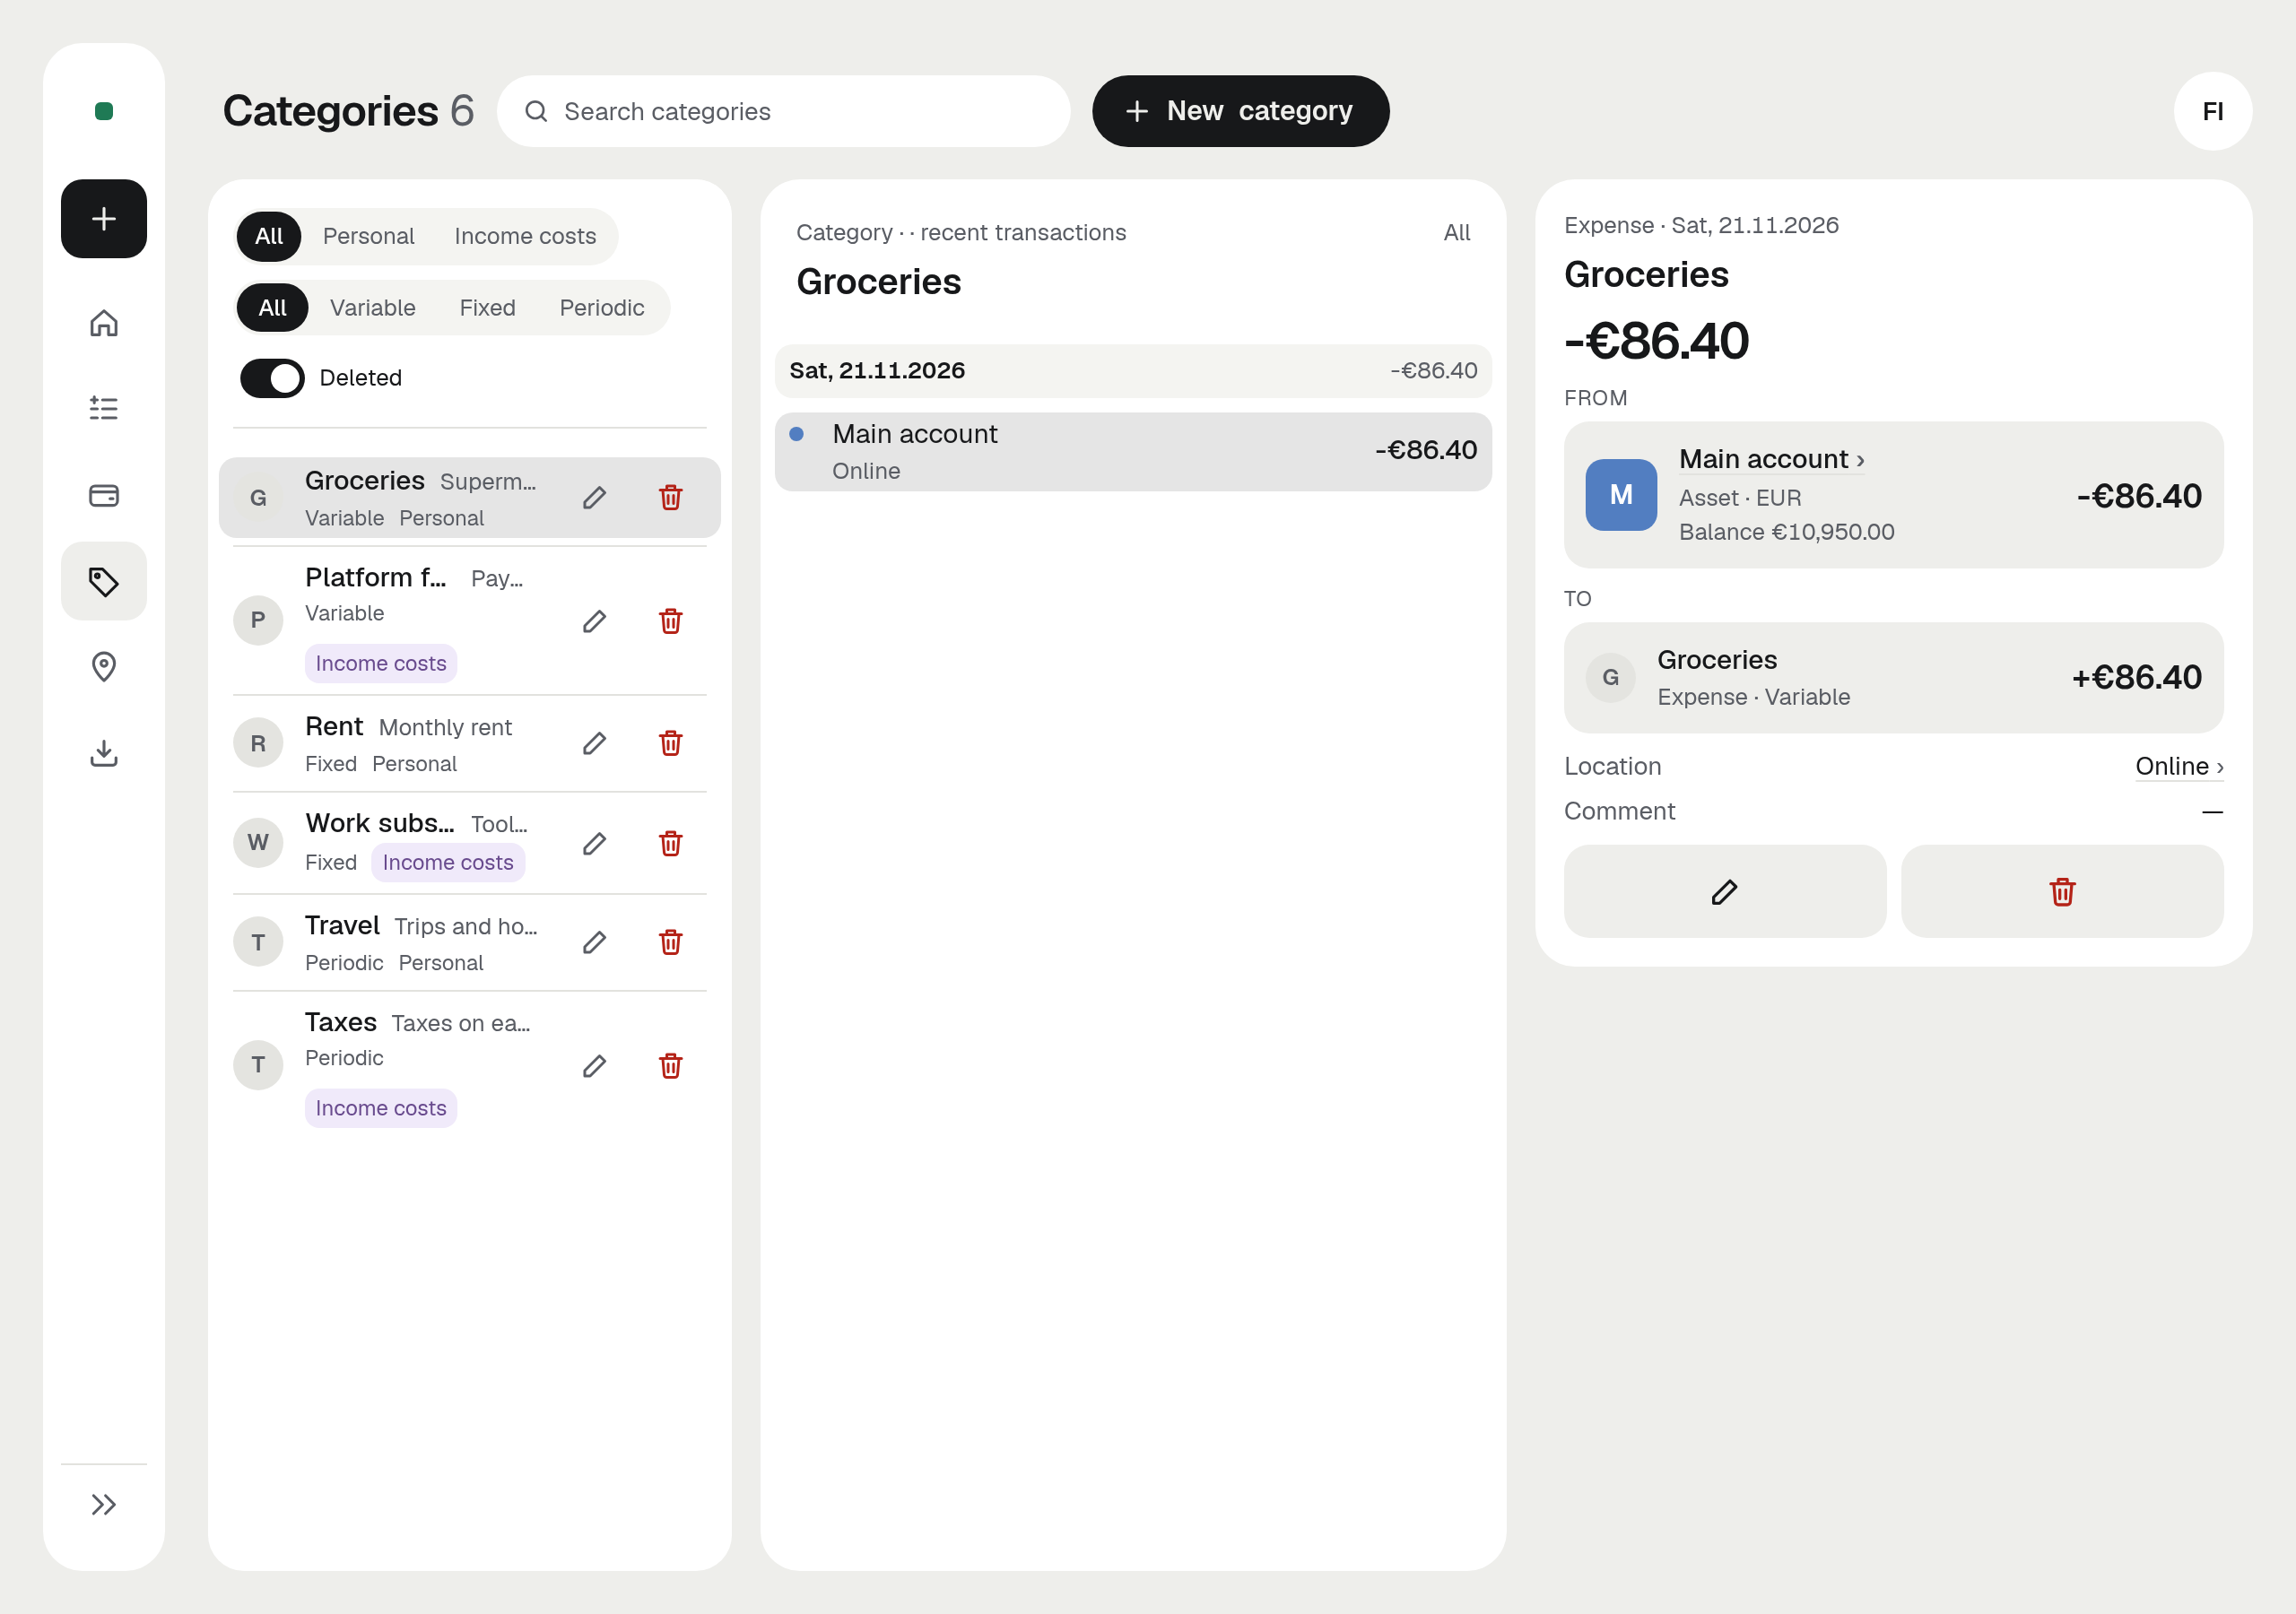 Categories 6
Search categories
New category
FI
All Personal Income costs
All Variable Fixed Periodic
Deleted
G
Groceries Superm...
Variable Personal
P
Platform f... Pay...
Variable
Income costs
R
Rent Monthly rent
Fixed Personal
W
Work subs... Tool...
Fixed Income costs
T
Travel Trips and ho...
Periodic Personal
T
Taxes Taxes on ea...
Periodic
Income costs
Category · · recent transactions All
Groceries
Sat, 21.11.2026 -€86.40
Main account
Online
-€86.40
Expense · Sat, 21.11.2026
Groceries
-€86.40
FROM
M
Main account ›
Asset · EUR
Balance €10,950.00
-€86.40
TO
G
Groceries
Expense · Variable
+€86.40
Location Online ›
Comment —